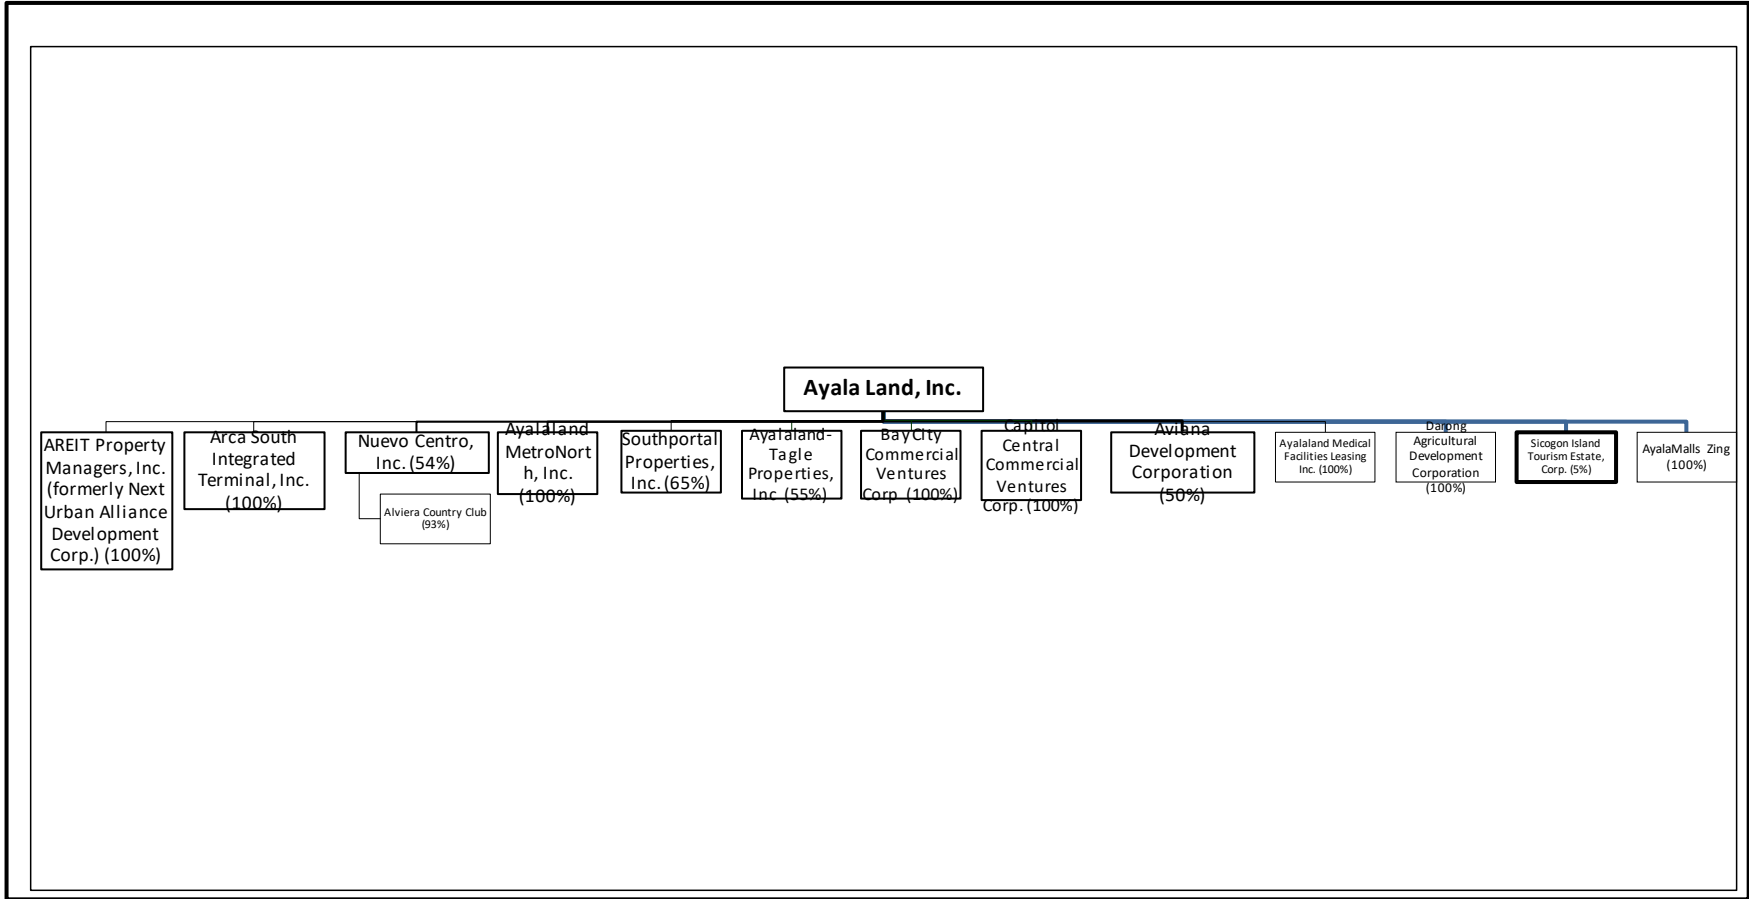 Ayala Land, Inc.
AREIT Property
Managers, Inc.
(formerly Next
Urban Alliance
Development
Corp.) (100%)
Arca South
Integrated
Terminal, Inc.
(100%)
Nuevo Centro,
Inc. (54%)
Alviera Country Club
(93%)
Ayalaland
MetroNort
h, Inc.
(100%)
Southportal
Properties,
Inc. (65%)
Ayalaland-
Tagle
Properties,
Inc (55%)
BayCity
Commercial
Ventures
Corp. (100%)
Capitol
Central
Commercial
Ventures
Corp. (100%)
Aviana
Development
Corporation
(50%)
Ayalaland Medical
Facilities Leasing
Inc. (100%)
Darong
Agricultural
Development
Corporation
(100%)
Sicogon Island
Tourism Estate,
Corp. (5%)
AyalaMalls Zing
(100%)